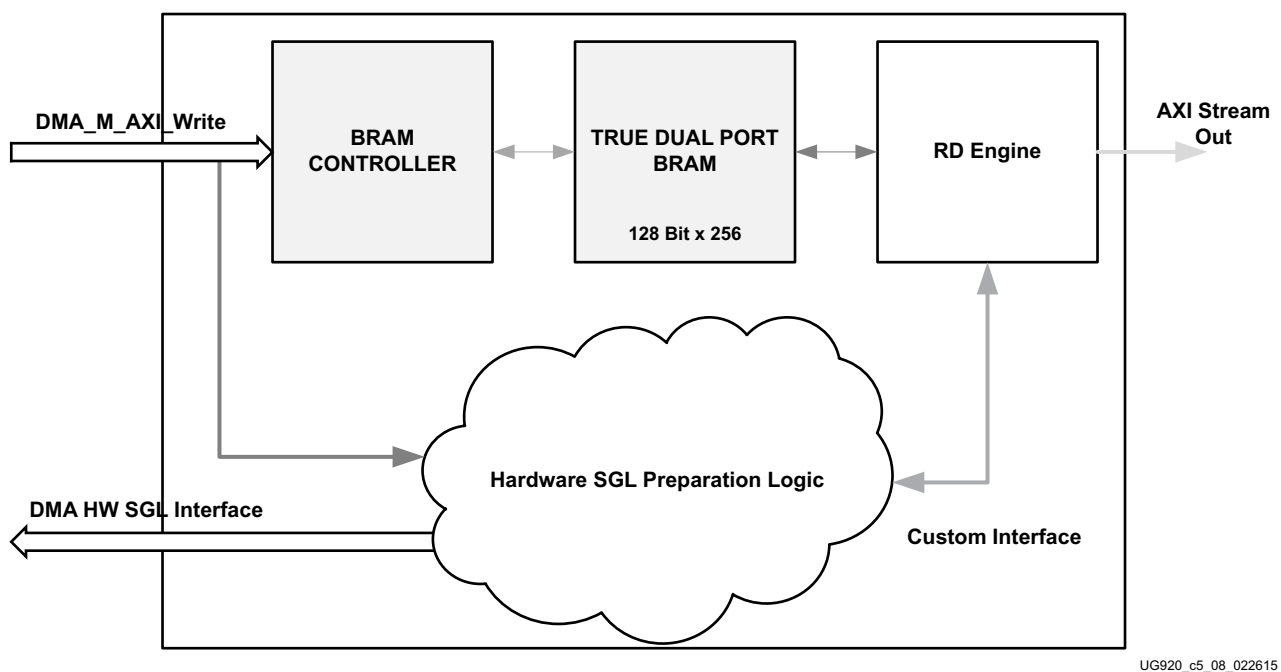 DMA_M_AXI_Write
BRAM
CONTROLLER
TRUE DUAL PORT
BRAM
128 Bit x 256
RD Engine
AXI Stream
Out
Hardware SGL Preparation Logic
DMA HW SGL Interface
Custom Interface
UG920_c5_08_022615